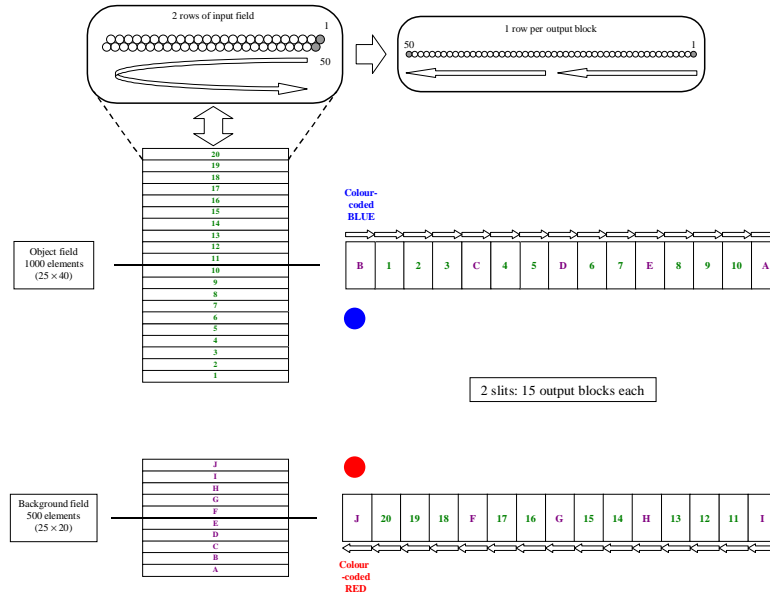 2 rows of input field
1
50
1 row per output block
50
1
20
19
18
17
16
15
14
13
12
11
10
9
8
7
6
5
4
3
2
1
Object field
1000 elements
(25 × 40)
Colour-
coded
BLUE
B 1 2 3 C 4 5 D 6 7 E 8 9 10 A
2 slits: 15 output blocks each
J
I
H
G
F
E
D
C
B
A
Background field
500 elements
(25 × 20)
J 20 19 18 F 17 16 G 15 14 H 13 12 11 I
Colour
-coded
RED